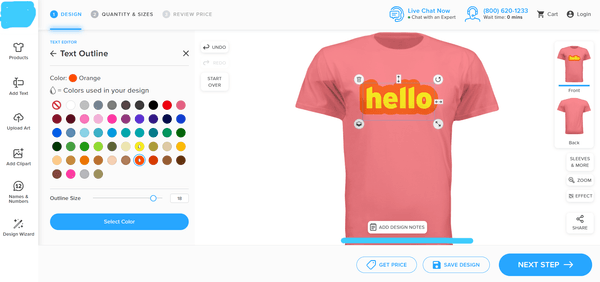 1 DESIGN
2 QUANTITY & SIZES
3 REVIEW PRICE
Live Chat Now
Chat with an Expert
(800) 620-1233
Wait time: 0 mins
Cart
Login
Products
Add Text
Upload Art
Add Clipart
Names &
Numbers
Design Wizard
TEXT EDITOR
Text Outline
Color: Orange
= Colors used in your design
Outline Size
18
Select Color
UNDO
REDO
START
OVER
hello
ADD DESIGN NOTES
Front
Back
SLEEVES
& MORE
ZOOM
EFFECT
SHARE
GET PRICE
SAVE DESIGN
NEXT STEP